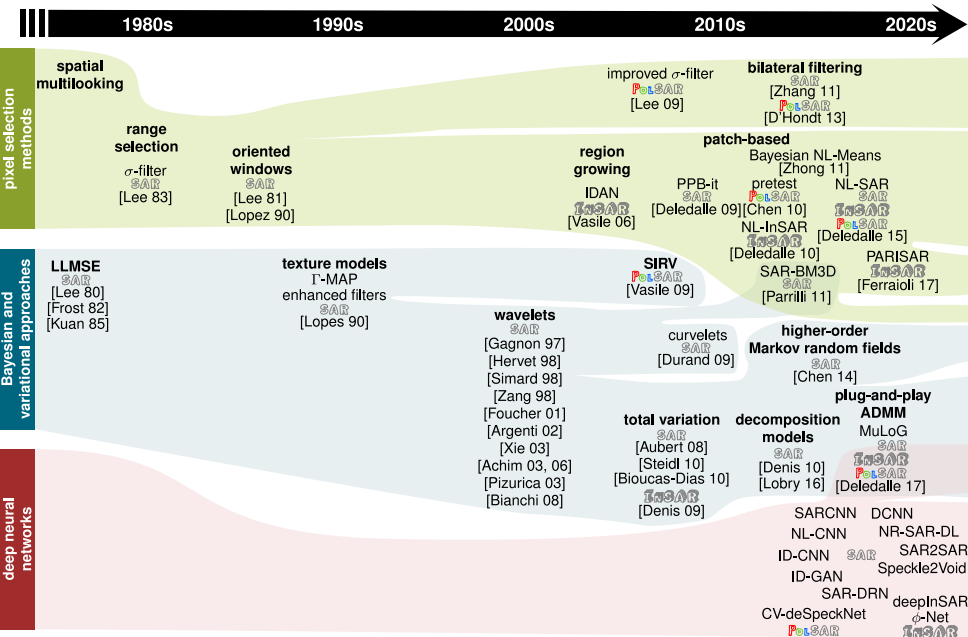 1980s 1990s 2000s 2010s 2020s
pixel selection
methods
spatial
multilooking
range
selection
σ-filter
SAR
[Lee 83]
oriented
windows
SAR
[Lee 81]
[Lopez 90]
region
growing
IDAN
InSAR
[Vasile 06]
improved σ-filter
PolSAR
[Lee 09]
bilateral filtering
SAR
[Zhang 11]
PolSAR
[D'Hondt 13]
patch-based
Bayesian NL-Means
[Zhong 11]
PPB-it
SAR
[Deledalle 09]
pretest
PolSAR
[Chen 10]
NL-InSAR
InSAR
[Deledalle 10]
NL-SAR
SAR
InSAR
PolSAR
[Deledalle 15]
SAR-BM3D
SAR
[Parrilli 11]
PARISAR
InSAR
[Ferraioli 17]
Bayesian and
variational approaches
LLMSE
SAR
[Lee 80]
[Frost 82]
[Kuan 85]
texture models
Γ-MAP
enhanced filters
SAR
[Lopes 90]
SIRV
PolSAR
[Vasile 09]
wavelets
SAR
[Gagnon 97]
[Hervet 98]
[Simard 98]
[Zang 98]
[Foucher 01]
[Argenti 02]
[Xie 03]
[Achim 03, 06]
[Pizurica 03]
[Bianchi 08]
curvelets
SAR
[Durand 09]
higher-order
Markov random fields
SAR
[Chen 14]
total variation
SAR
[Aubert 08]
[Steidl 10]
[Bioucas-Dias 10]
InSAR
[Denis 09]
decomposition
models
SAR
[Denis 10]
[Lobry 16]
plug-and-play
ADMM
MuLoG
SAR
InSAR
PolSAR
[Deledalle 17]
deep neural
networks
SARCNN DCNN
NL-CNN NR-SAR-DL
ID-CNN SAR SAR2SAR
Speckle2Void
ID-GAN
SAR-DRN
deepInSAR
CV-deSpeckNet ϕ-Net
PolSAR InSAR